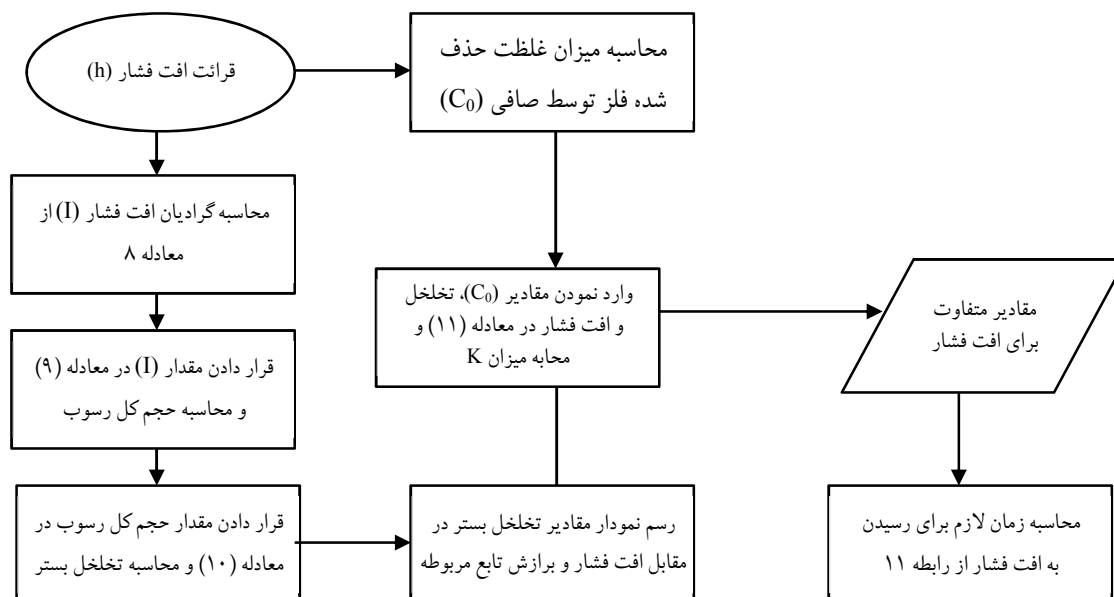 قرائت افت فشار (h)
محاسبه میزان غلظت حذف
شده فلز توسط صافی (C₀)
محاسبه گرادیان افت فشار (I) از
معادله ۸
وارد نمودن مقادیر (C₀)، تخلخل
و افت فشار در معادله (۱۱) و
محابه میزان K
مقادیر متفاوت
برای افت فشار
قرار دادن مقدار (I) در معادله (۹)
و محاسبه حجم کل رسوب
قرار دادن مقدار حجم کل رسوب در
معادله (۱۰) و محاسبه تخلخل بستر
رسم نمودار مقادیر تخلخل بستر در
مقابل افت فشار و برازش تابع مربوطه
محاسبه زمان لازم برای رسیدن
به افت فشار از رابطه ۱۱